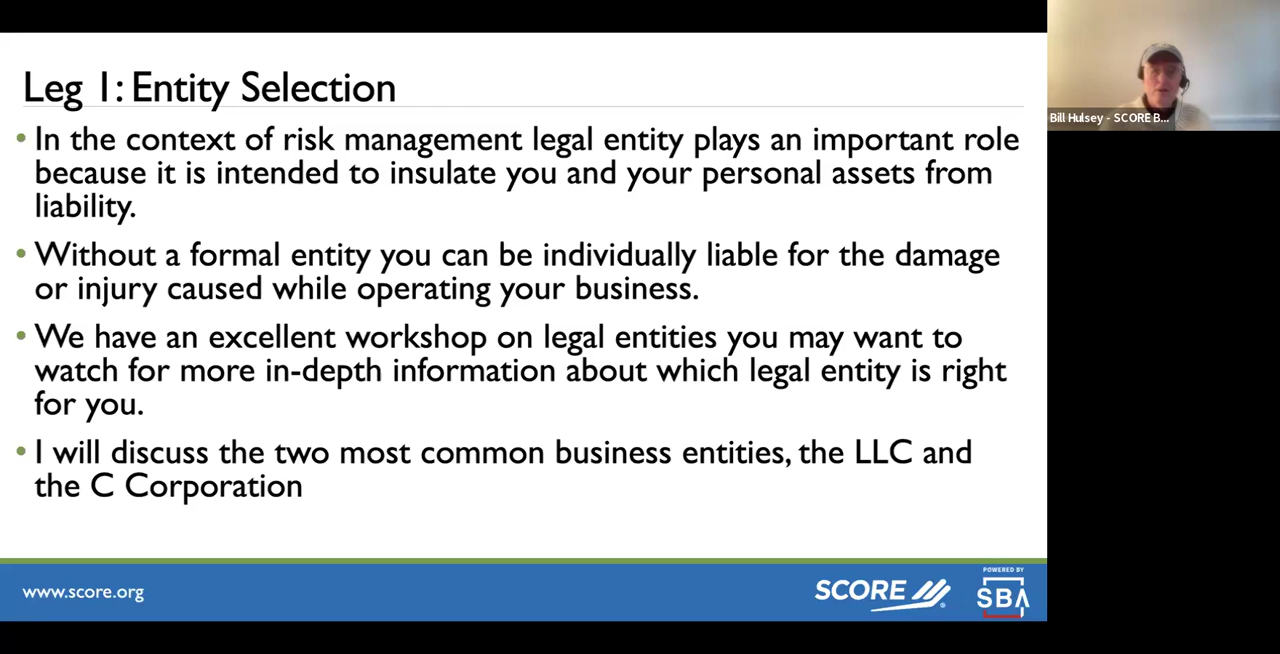 Leg 1: Entity Selection
• In the context of risk management legal entity plays an important role
because it is intended to insulate you and your personal assets from
liability.
• Without a formal entity you can be individually liable for the damage
or injury caused while operating your business.
• We have an excellent workshop on legal entities you may want to
watch for more in-depth information about which legal entity is right
for you.
• I will discuss the two most common business entities, the LLC and
the C Corporation
www.score.org
SCORE
®
POWERED BY
SBA
Bill Hulsey - SCORE B...